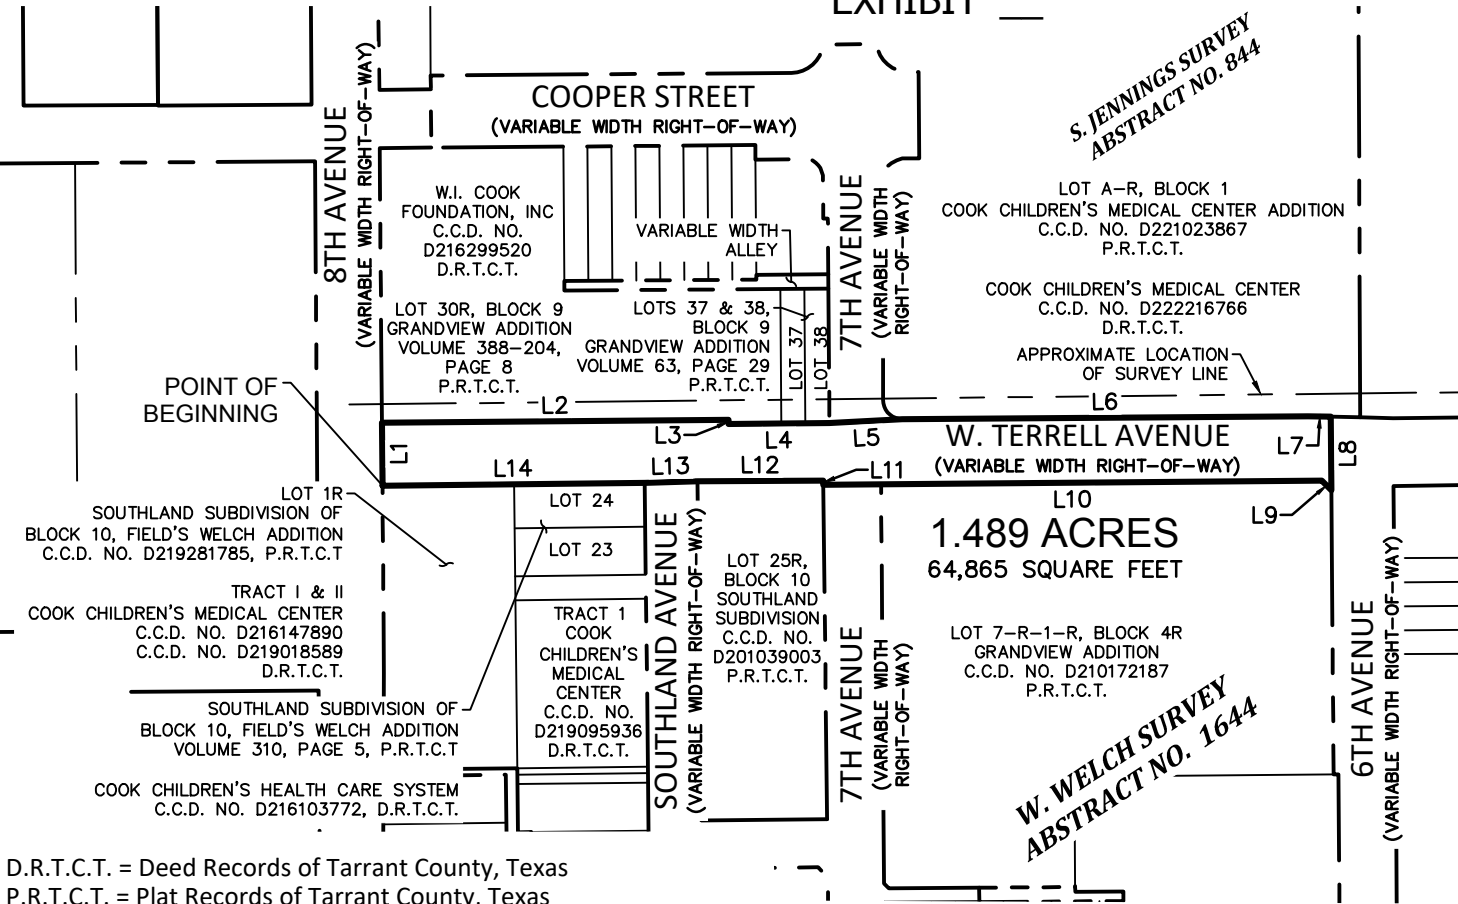 EXHIBIT __
S. JENNINGS SURVEY
ABSTRACT NO. 844
COOPER STREET
(VARIABLE WIDTH RIGHT-OF-WAY)
8TH AVENUE
(VARIABLE WIDTH RIGHT-OF-WAY)
W.I. COOK
FOUNDATION, INC
C.C.D. NO.
D216299520
D.R.T.C.T.
VARIABLE WIDTH
ALLEY
7TH AVENUE
(VARIABLE WIDTH
RIGHT-OF-WAY)
LOT A-R, BLOCK 1
COOK CHILDREN'S MEDICAL CENTER ADDITION
C.C.D. NO. D221023867
P.R.T.C.T.
COOK CHILDREN'S MEDICAL CENTER
C.C.D. NO. D222216766
D.R.T.C.T.
LOT 30R, BLOCK 9
GRANDVIEW ADDITION
VOLUME 388-204,
PAGE 8
P.R.T.C.T.
LOTS 37 & 38,
BLOCK 9
GRANDVIEW ADDITION
VOLUME 63, PAGE 29
P.R.T.C.T.
LOT 37
LOT 38
APPROXIMATE LOCATION
OF SURVEY LINE
POINT OF
BEGINNING
L1
L2
L3
L4
L5
L6
L7
L8
W. TERRELL AVENUE
(VARIABLE WIDTH RIGHT-OF-WAY)
L14
L13
L12
L11
L10
L9
1.489 ACRES
64,865 SQUARE FEET
LOT 1R
SOUTHLAND SUBDIVISION OF
BLOCK 10, FIELD'S WELCH ADDITION
C.C.D. NO. D219281785, P.R.T.C.T
LOT 24
LOT 23
SOUTHLAND AVENUE
(VARIABLE WIDTH RIGHT-OF-WAY)
LOT 25R,
BLOCK 10
SOUTHLAND
SUBDIVISION
C.C.D. NO.
D201039003
P.R.T.C.T.
TRACT I & II
COOK CHILDREN'S MEDICAL CENTER
C.C.D. NO. D216147890
C.C.D. NO. D219018589
D.R.T.C.T.
TRACT 1
COOK
CHILDREN'S
MEDICAL
CENTER
C.C.D. NO.
D219095936
D.R.T.C.T.
7TH AVENUE
(VARIABLE WIDTH
RIGHT-OF-WAY)
LOT 7-R-1-R, BLOCK 4R
GRANDVIEW ADDITION
C.C.D. NO. D210172187
P.R.T.C.T.
6TH AVENUE
(VARIABLE WIDTH RIGHT-OF-WAY)
SOUTHLAND SUBDIVISION OF
BLOCK 10, FIELD'S WELCH ADDITION
VOLUME 310, PAGE 5, P.R.T.C.T
COOK CHILDREN'S HEALTH CARE SYSTEM
C.C.D. NO. D216103772, D.R.T.C.T.
W. WELCH SURVEY
ABSTRACT NO. 1644
D.R.T.C.T. = Deed Records of Tarrant County, Texas
P.R.T.C.T. = Plat Records of Tarrant County, Texas